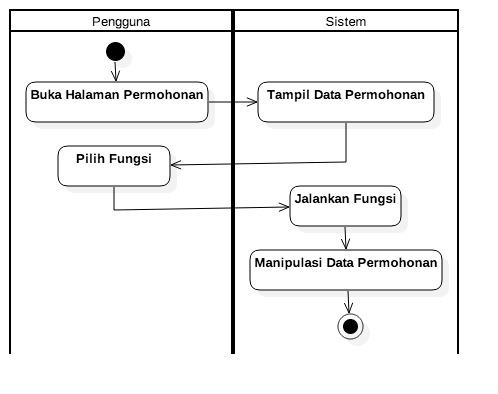 Pengguna
Sistem
Buka Halaman Permohonan
Tampil Data Permohonan
Pilih Fungsi
Jalankan Fungsi
Manipulasi Data Permohonan